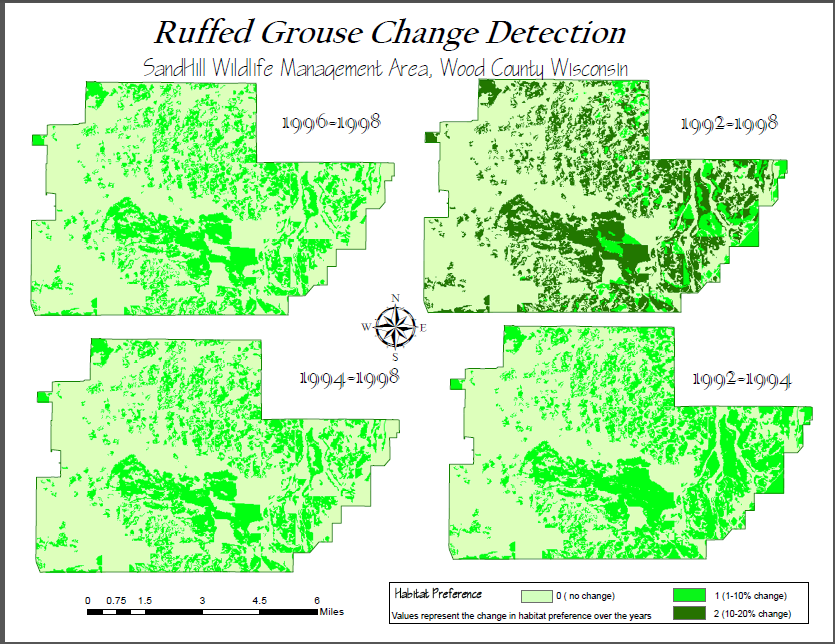 Ruffed Grouse Change Detection
SandHill Wildlife Management Area, Wood County Wisconsin
1996-1998
1992-1998
N
W E
S
1994-1998
1992-1994
0 0.75 1.5 3 4.5 6
Miles
Habitat Preference
0 ( no change)
1 (1-10% change)
Values represent the change in habitat preference over the years
2 (10-20% change)